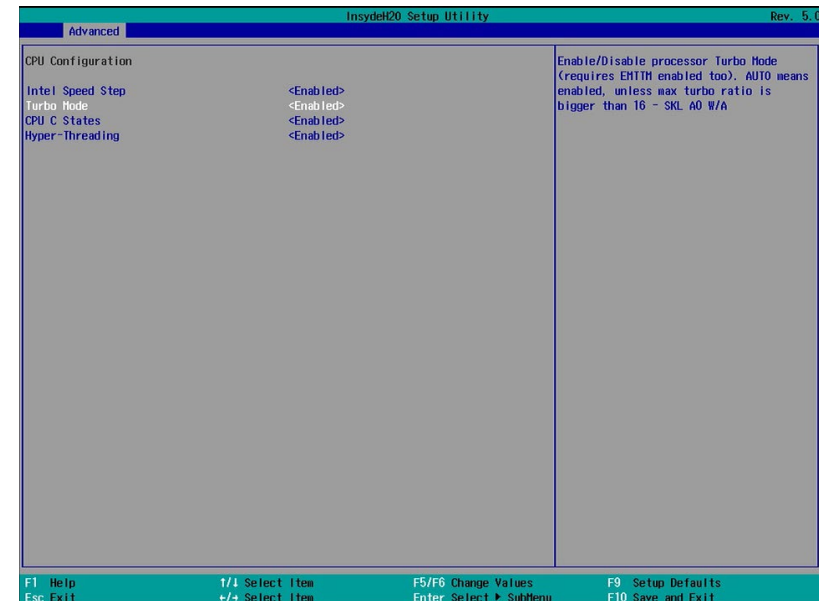 InsydeH20 Setup Utility Rev. 5.0
Advanced
CPU Configuration
Intel Speed Step <Enabled>
Turbo Mode <Enabled>
CPU C States <Enabled>
Hyper-Threading <Enabled>
Enable/Disable processor Turbo Mode
(requires EMTTM enabled too). AUTO means
enabled, unless max turbo ratio is
bigger than 16 - SKL A0 W/A
F1 Help ↑/↓ Select Item F5/F6 Change Values F9 Setup Defaults
Esc Exit ←/→ Select Item Enter Select ▶ SubMenu F10 Save and Exit